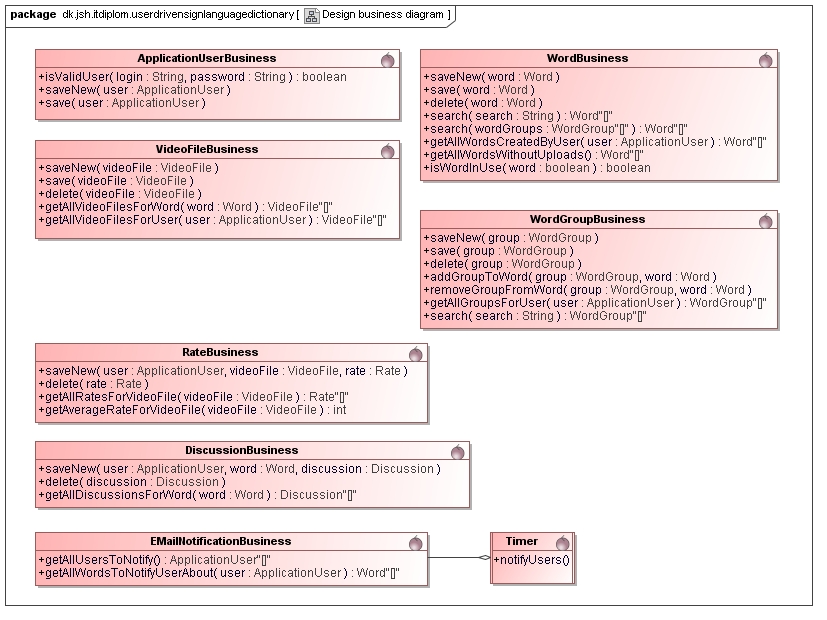 package dk.jsh.itdiplom.userdrivensignlanguagedictionary[ Design business diagram ]
ApplicationUserBusiness
+isValidUser( login : String, password : String ) : boolean
+saveNew( user : ApplicationUser )
+save( user : ApplicationUser )
WordBusiness
+saveNew( word : Word )
+save( word : Word )
+delete( word : Word )
+search( search : String ) : Word"[]"
+search( wordGroups : WordGroup"[]" ) : Word"[]"
+getAllWordsCreatedByUser( user : ApplicationUser ) : Word"[]"
+getAllWordsWithoutUploads() : Word"[]"
+isWordInUse( word : boolean ) : boolean
VideoFileBusiness
+saveNew( videoFile : VideoFile )
+save( videoFile : VideoFile )
+delete( videoFile : VideoFile )
+getAllVideoFilesForWord( word : Word ) : VideoFile"[]"
+getAllVideoFilesForUser( user : ApplicationUser ) : VideoFile"[]"
WordGroupBusiness
+saveNew( group : WordGroup )
+save( group : WordGroup )
+delete( group : WordGroup )
+addGroupToWord( group : WordGroup, word : Word )
+removeGroupFromWord( group : WordGroup, word : Word )
+getAllGroupsForUser( user : ApplicationUser ) : WordGroup"[]"
+search( search : String ) : WordGroup"[]"
RateBusiness
+saveNew( user : ApplicationUser, videoFile : VideoFile, rate : Rate )
+delete( rate : Rate )
+getAllRatesForVideoFile( videoFile : VideoFile ) : Rate"[]"
+getAverageRateForVideoFile( videoFile : VideoFile ) : int
DiscussionBusiness
+saveNew( user : ApplicationUser, word : Word, discussion : Discussion )
+delete( discussion : Discussion )
+getAllDiscussionsForWord( word : Word ) : Discussion"[]"
EMailNotificationBusiness
+getAllUsersToNotify() : ApplicationUser"[]"
+getAllWordsToNotifyUserAbout( user : ApplicationUser ) : Word"[]"
Timer
+notifyUsers()